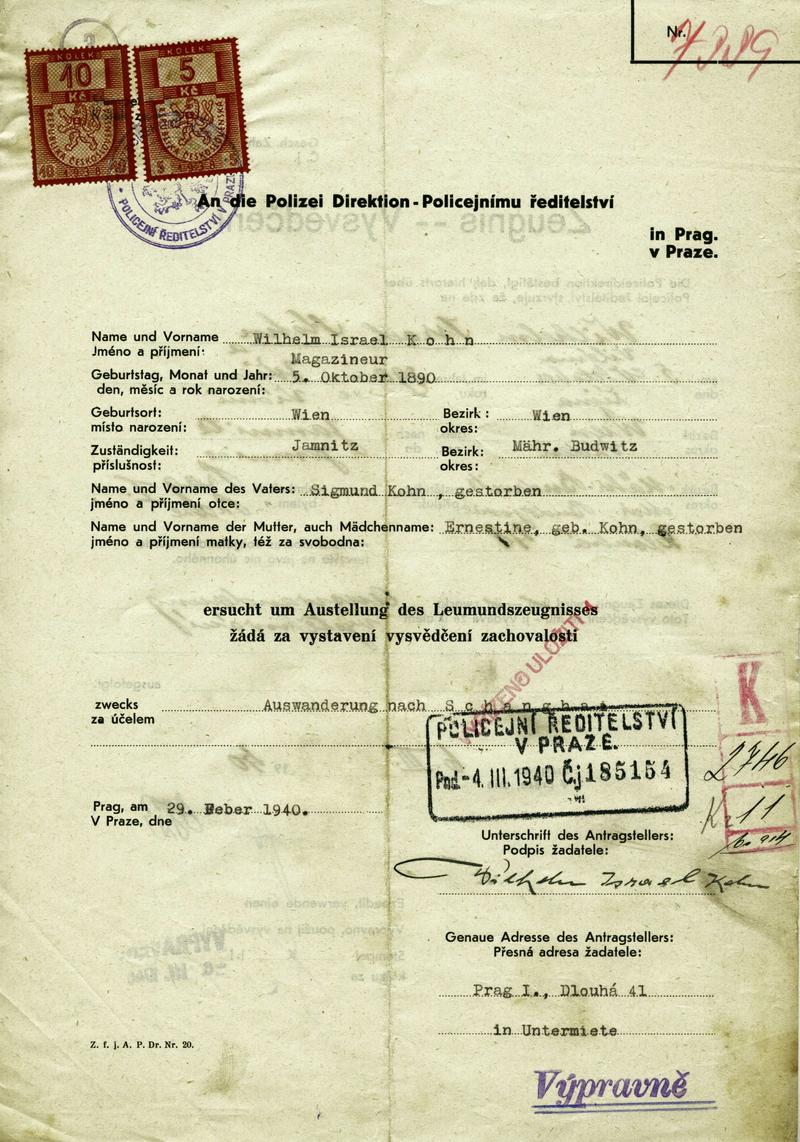 Nr.
KOLEK KOLEK
10 5
Kč Kč
REPUBLIKA ČESKOSLOVENSKÁ
POLICEJNÍ ŘEDITELSTVÍ V PRAZE
An die Polizei Direktion - Policejnímu ředitelství
in Prag.
v Praze.
Name und Vorname Wilhelm Israel K o h n
Jméno a příjmení:
Magazineur
Geburtstag, Monat und Jahr: 5. Oktober 1890
den, měsíc a rok narození:
Geburtsort: Wien Bezirk: Wien
místo narození: okres:
Zuständigkeit: Jamnitz Bezirk: Mähr. Budwitz
příslušnost: okres:
Name und Vorname des Vaters: Sigmund Kohn , gestorben
jméno a příjmení otce:
Name und Vorname der Mutter, auch Mädchenname: Ernestine, geb. Kohn, gestorben
jméno a příjmení matky, též za svobodna:
ersucht um Austellung des Leumundszeugnisses
žádá za vystavení vysvědčení zachovalosti
zwecks Auswanderung nach S c h a n g h a i
za účelem
K
POLICEJNÍ ŘEDITELSTVÍ
V PRAZE.
Pod. -4. III. 1940 Čj 185154
2746
K 11
Prag, am 29. Feber 1940.
V Praze, dne
Unterschrift des Antragstellers:
Podpis žadatele:
Wilhelm Israel Kohn
Genaue Adresse des Antragstellers:
Přesná adresa žadatele:
Prag I., Dlouhá 41
in Untermiete
Z. f. j. A. P. Dr. Nr. 20.
Výpravně